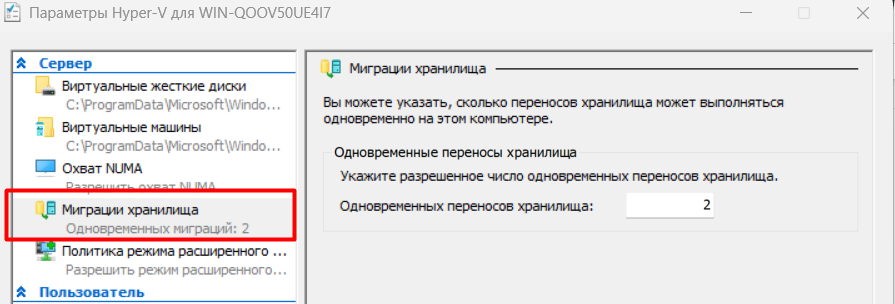 Параметры Hyper-V для WIN-QOOV50UE4I7
Сервер
Виртуальные жесткие диски
C:\ProgramData\Microsoft\Windo...
Виртуальные машины
C:\ProgramData\Microsoft\Windo...
Охват NUMA
Разрешить охват NUMA
Миграции хранилища
Одновременных миграций: 2
Политика режима расширенного ...
Разрешить режим расширенного...
Пользователь
Миграции хранилища
Вы можете указать, сколько переносов хранилища может выполняться
одновременно на этом компьютере.
Одновременные переносы хранилища
Укажите разрешенное число одновременных переносов хранилища.
Одновременных переносов хранилища: 2